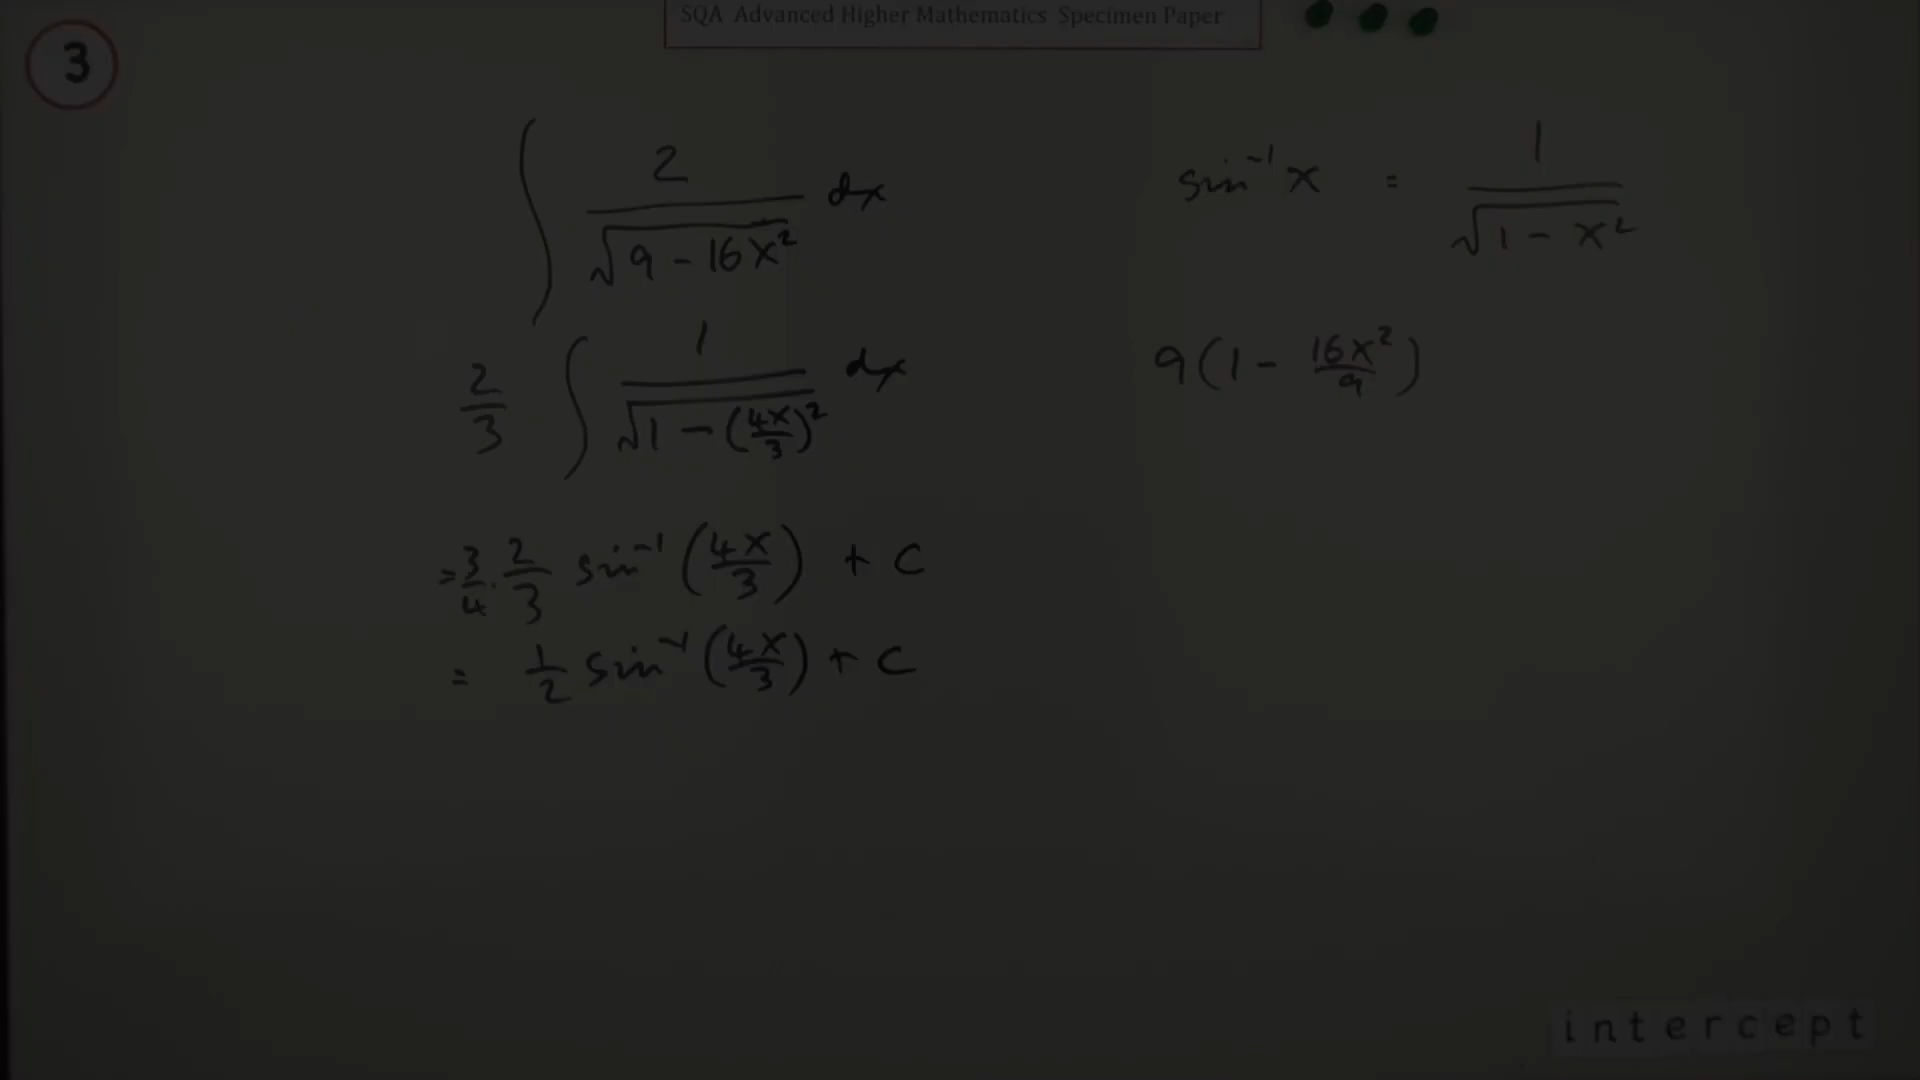 SQA Advanced Higher Mathematics Specimen Paper
3
∫ 2/√(9 - 16x²) dx
sin⁻¹ x = 1/√(1 - x²)
2/3 ∫ 1/√(1 - (4x/3)²) dx
9(1 - 16x²/9)
= 3/4 · 2/3 sin⁻¹ (4x/3) + C
= 1/2 sin⁻¹ (4x/3) + C
intercept